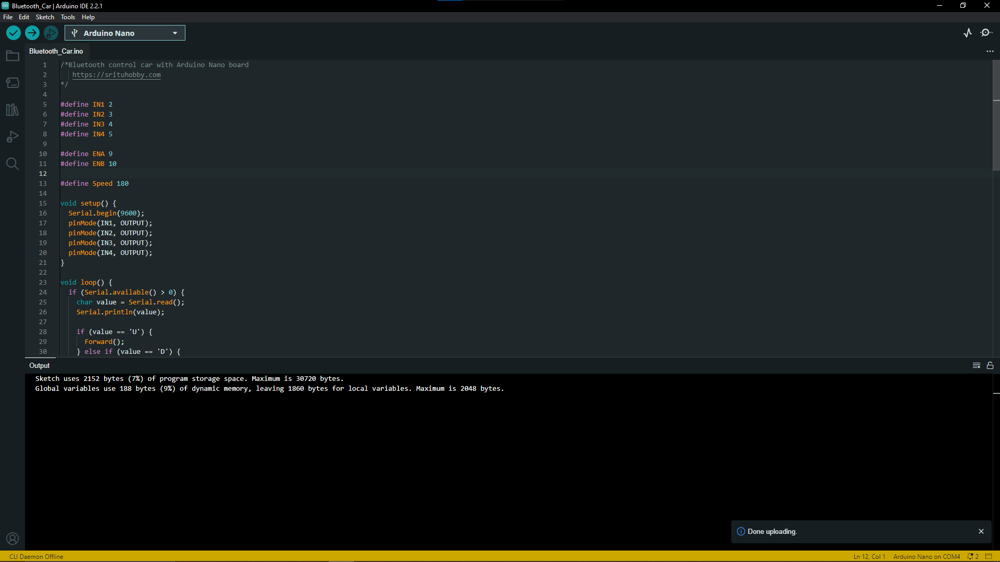 Bluetooth_Car | Arduino IDE 2.2.1
File Edit Sketch Tools Help
Arduino Nano
Bluetooth_Car.ino
1 /*Bluetooth control car with Arduino Nano board
2 https://srituhobby.com
3 */
4
5 #define IN1 2
6 #define IN2 3
7 #define IN3 4
8 #define IN4 5
9
10 #define ENA 9
11 #define ENB 10
12
13 #define Speed 180
14
15 void setup() {
16 Serial.begin(9600);
17 pinMode(IN1, OUTPUT);
18 pinMode(IN2, OUTPUT);
19 pinMode(IN3, OUTPUT);
20 pinMode(IN4, OUTPUT);
21 }
22
23 void loop() {
24 if (Serial.available() > 0) {
25 char value = Serial.read();
26 Serial.println(value);
27
28 if (value == 'U') {
29 Forward();
30 } else if (value == 'D') {
Output
Sketch uses 2152 bytes (7%) of program storage space. Maximum is 30720 bytes.
Global variables use 188 bytes (9%) of dynamic memory, leaving 1860 bytes for local variables. Maximum is 2048 bytes.
Done uploading.
CLI Daemon Offline
Ln 12, Col 1 Arduino Nano on COM4 2